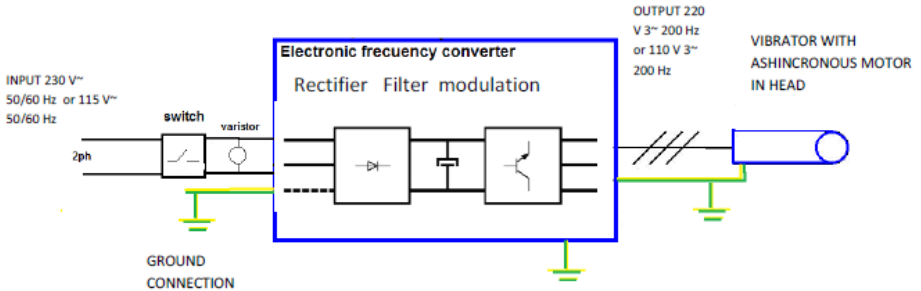 OUTPUT 220
V 3~ 200 Hz
or 110 V 3~
200 Hz
VIBRATOR WITH
ASHINCRONOUS MOTOR
IN HEAD
Electronic frecuency converter
Rectifier Filter modulation
INPUT 230 V~
50/60 Hz or 115 V~
50/60 Hz
switch
varistor
2ph
GROUND
CONNECTION